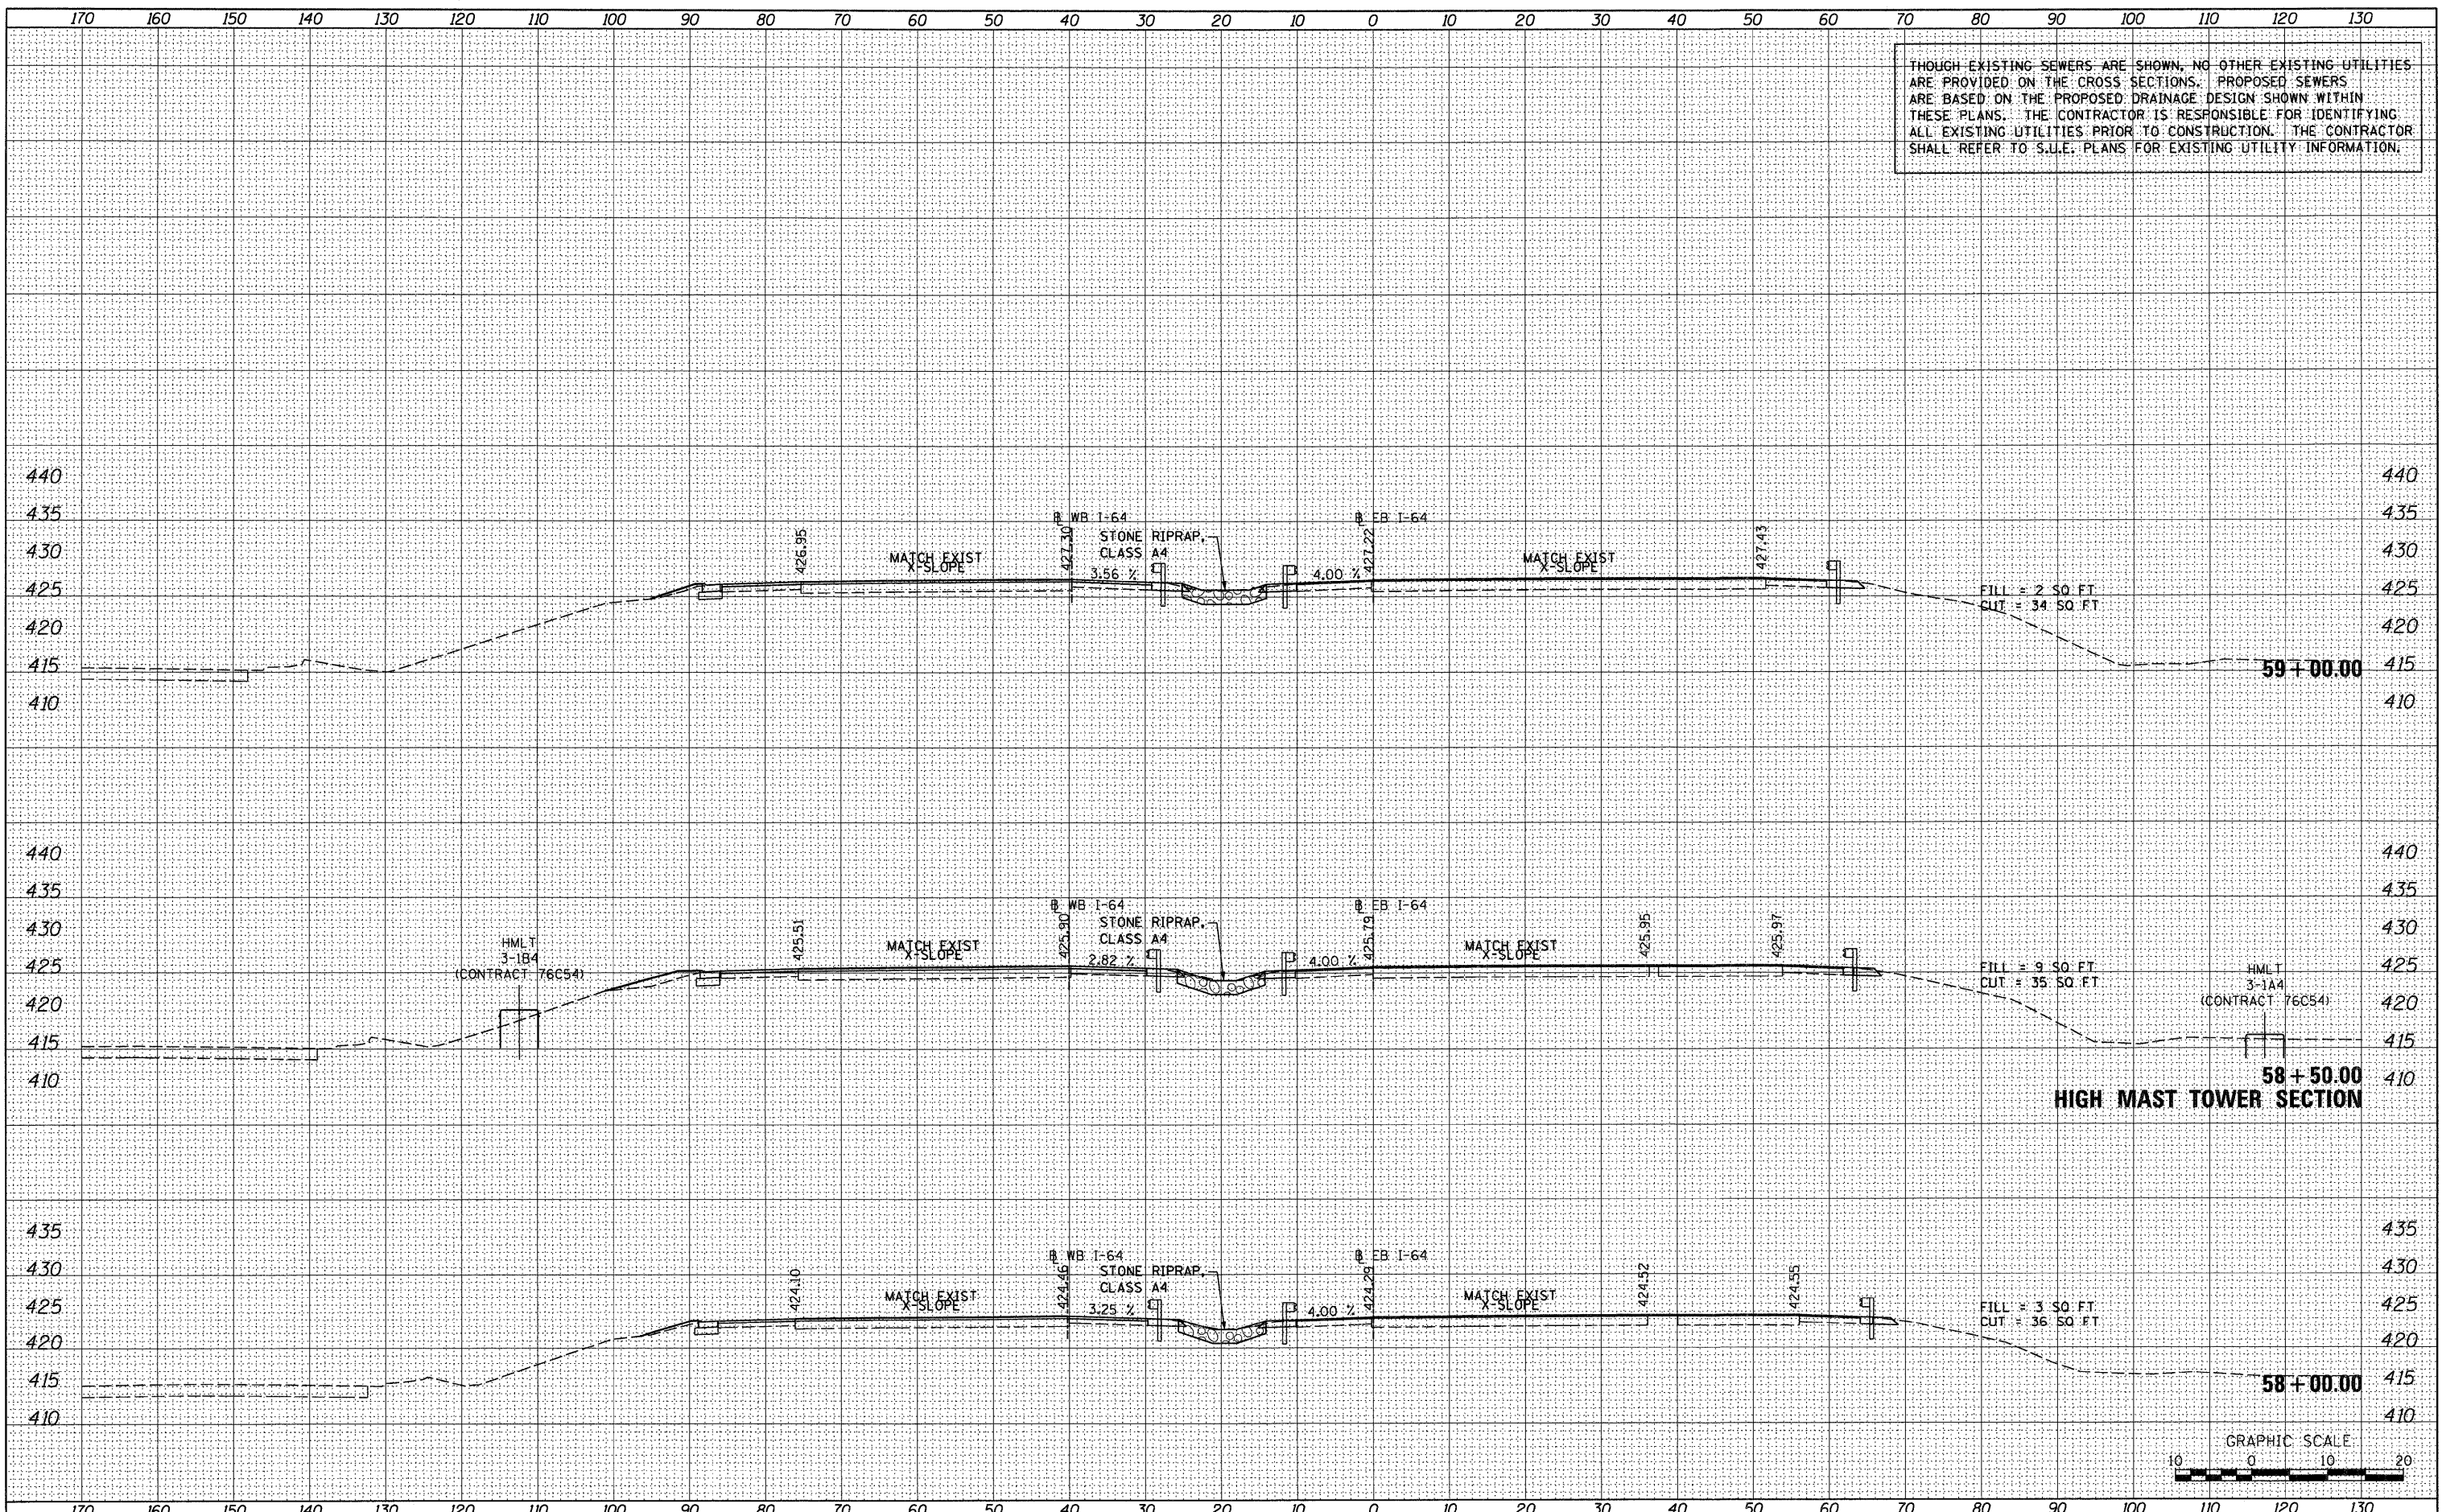 170 160 150 140 130 120 110 100 90 80 70 60 50 40 30 20 10 0 10 20 30 40 50 60 70 80 90 100 110 120 130
THOUGH EXISTING SEWERS ARE SHOWN, NO OTHER EXISTING UTILITIES
ARE PROVIDED ON THE CROSS SECTIONS. PROPOSED SEWERS
ARE BASED ON THE PROPOSED DRAINAGE DESIGN SHOWN WITHIN
THESE PLANS. THE CONTRACTOR IS RESPONSIBLE FOR IDENTIFYING
ALL EXISTING UTILITIES PRIOR TO CONSTRUCTION. THE CONTRACTOR
SHALL REFER TO S.U.E. PLANS FOR EXISTING UTILITY INFORMATION.
440
435
430
425
420
415
410
426.95
MATCH EXIST
X-SLOPE
℄ WB I-64
427.30
STONE RIPRAP,
CLASS A4
3.56 %
4.00 %
℄ EB I-64
427.22
MATCH EXIST
X-SLOPE
427.43
FILL = 2 SQ FT
CUT = 34 SQ FT
440
435
430
425
420
415
410
59+00.00
440
435
430
425
420
415
410
HMLT
3-1B4
(CONTRACT 76C54)
425.51
MATCH EXIST
X-SLOPE
℄ WB I-64
425.90
STONE RIPRAP,
CLASS A4
2.82 %
4.00 %
℄ EB I-64
425.79
MATCH EXIST
X-SLOPE
425.95
425.97
FILL = 9 SQ FT
CUT = 35 SQ FT
HMLT
3-1A4
(CONTRACT 76C54)
440
435
430
425
420
415
410
58+50.00
HIGH MAST TOWER SECTION
435
430
425
420
415
410
424.10
MATCH EXIST
X-SLOPE
℄ WB I-64
424.46
STONE RIPRAP,
CLASS A4
3.25 %
4.00 %
℄ EB I-64
424.29
MATCH EXIST
X-SLOPE
424.52
424.55
FILL = 3 SQ FT
CUT = 36 SQ FT
435
430
425
420
415
410
58+00.00
GRAPHIC SCALE
10 0 10 20
170 160 150 140 130 120 110 100 90 80 70 60 50 40 30 20 10 0 10 20 30 40 50 60 70 80 90 100 110 120 130